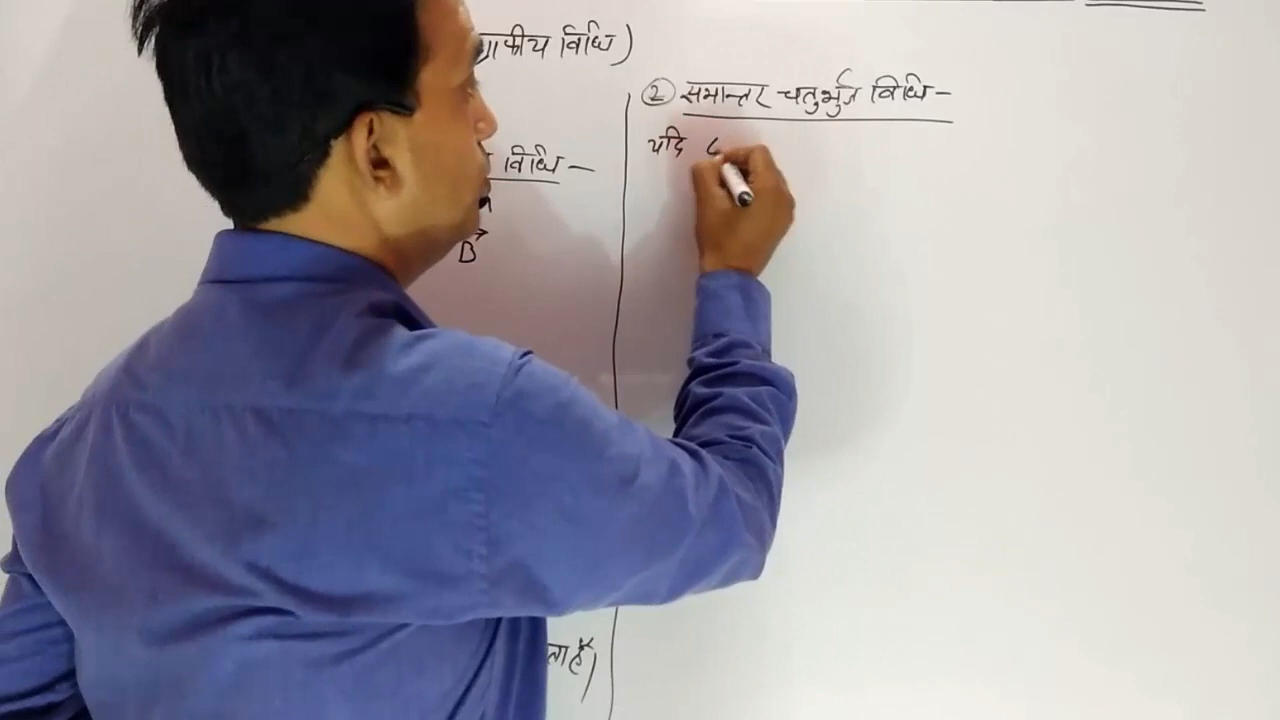 विधि)
विधि –
B
ता है)
② समान्तर चतुर्भुज विधि –
यदि